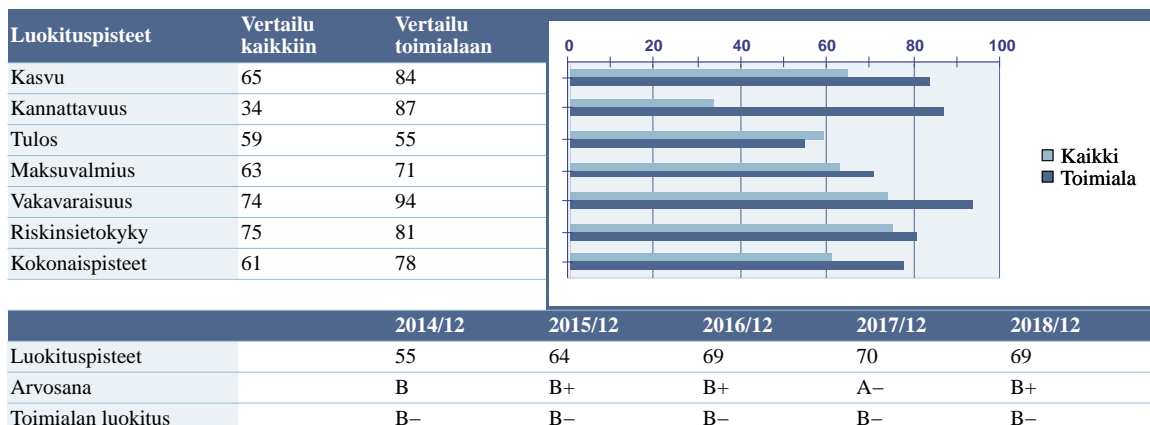 Luokituspisteet Vertailu kaikkiin Vertailu toimialaan
Kasvu 65 84
Kannattavuus 34 87
Tulos 59 55
Maksuvalmius 63 71
Vakavaraisuus 74 94
Riskinsietokyky 75 81
Kokonaispisteet 61 78
0 20 40 60 80 100
Kaikki
Toimiala
2014/12 2015/12 2016/12 2017/12 2018/12
Luokituspisteet 55 64 69 70 69
Arvosana B B+ B+ A− B+
Toimialan luokitus B− B− B− B− B−